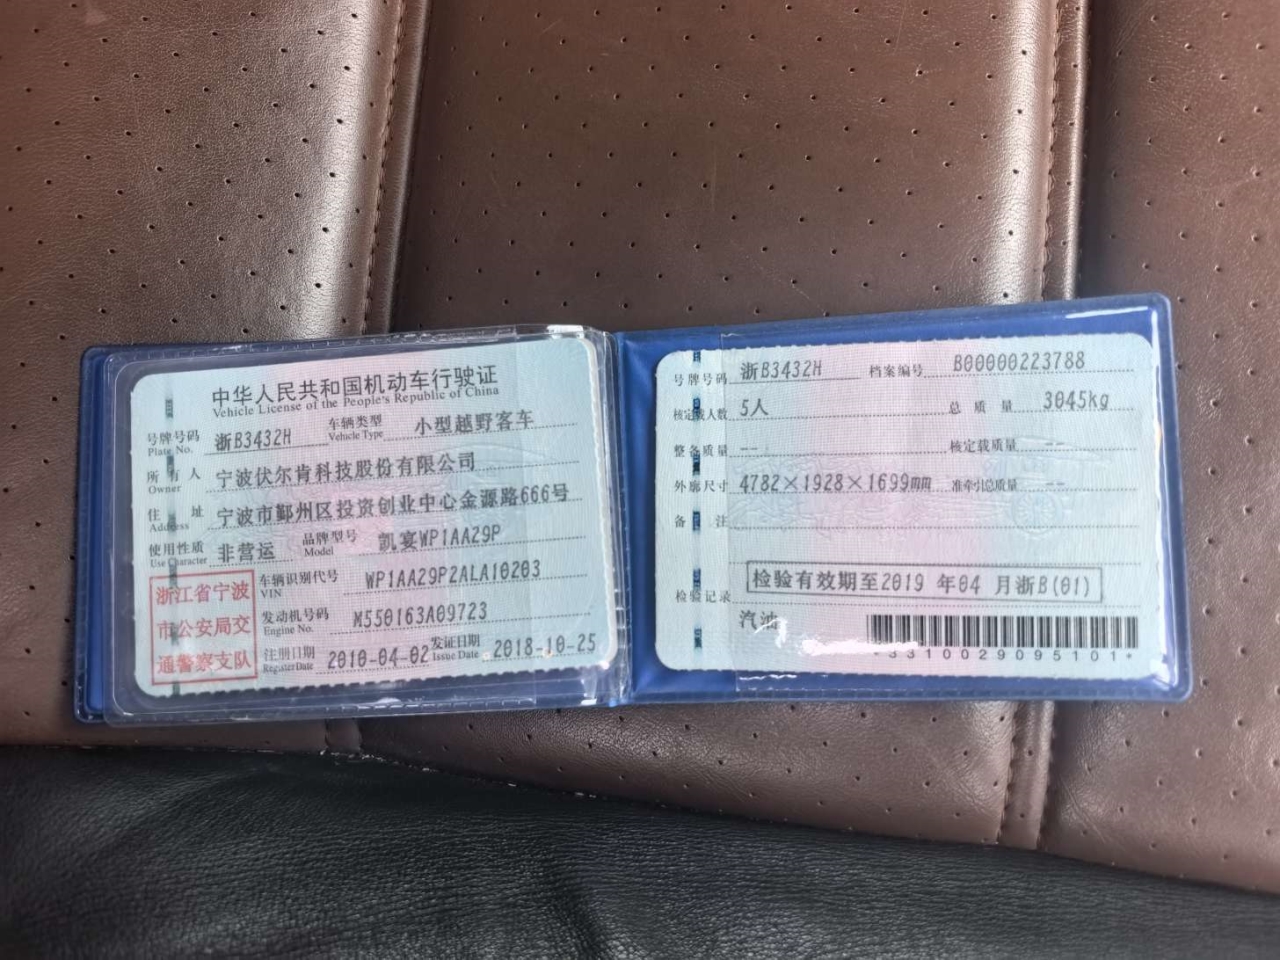 中华人民共和国机动车行驶证
Vehicle License of the People's Republic of China
号牌号码 浙B3432H 车辆类型 小型越野客车
Plate No. Vehicle Type
所有人 宁波伏尔肯科技股份有限公司
Owner
住址 宁波市鄞州区投资创业中心金源路666号
Address
使用性质 非营运 品牌型号 凯宴WP1AA29P
Use Character Model
浙江省宁波
市公安局交
通警察支队
车辆识别代号 WP1AA29P2ALA10203
VIN
发动机号码 M550163A09723
Engine No.
注册日期 2010-04-02 发证日期 2018-10-25
Register Date Issue Date
号牌号码 浙B3432H 档案编号 B00000223788
核定载人数 5人 总质量 3045kg
整备质量 -- 核定载质量 --
外廓尺寸 4782×1928×1699mm 准牵引总质量 --
备注
检验有效期至2019 年04 月浙B(01)
检验记录
汽油
*3310029095101*